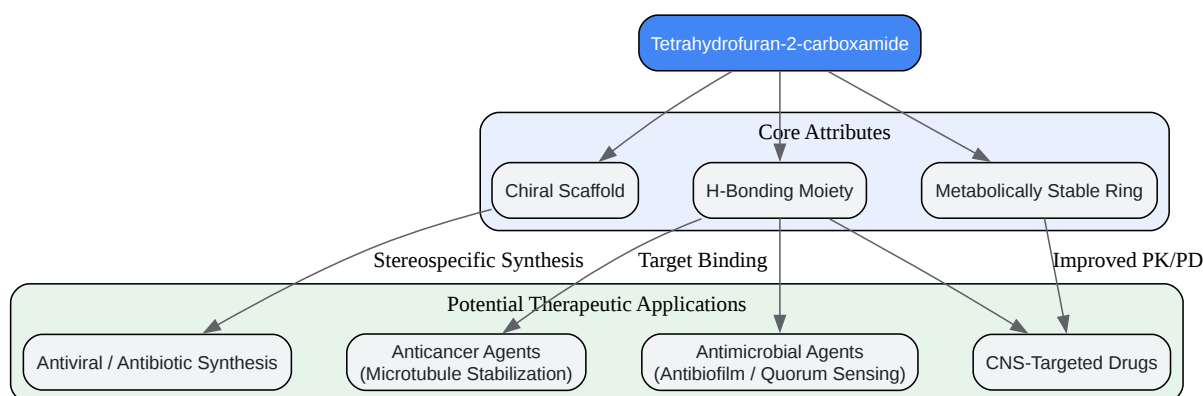 Tetrahydrofuran-2-carboxamide
Core Attributes
Chiral Scaffold
H-Bonding Moiety
Metabolically Stable Ring
Stereospecific Synthesis
Target Binding
Improved PK/PD
Potential Therapeutic Applications
Antiviral / Antibiotic Synthesis
Anticancer Agents
(Microtubule Stabilization)
Antimicrobial Agents
(Antibiofilm / Quorum Sensing)
CNS-Targeted Drugs